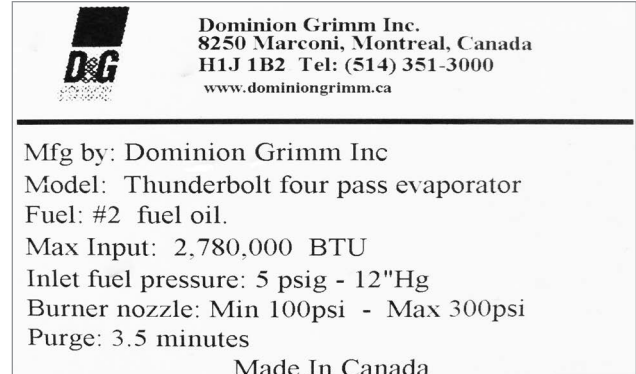 D&G
Dominion Grimm Inc.
8250 Marconi, Montreal, Canada
H1J 1B2 Tel: (514) 351-3000
www.dominiongrimm.ca
Mfg by: Dominion Grimm Inc
Model: Thunderbolt four pass evaporator
Fuel: #2 fuel oil.
Max Input: 2,780,000 BTU
Inlet fuel pressure: 5 psig - 12"Hg
Burner nozzle: Min 100psi - Max 300psi
Purge: 3.5 minutes
Made In Canada